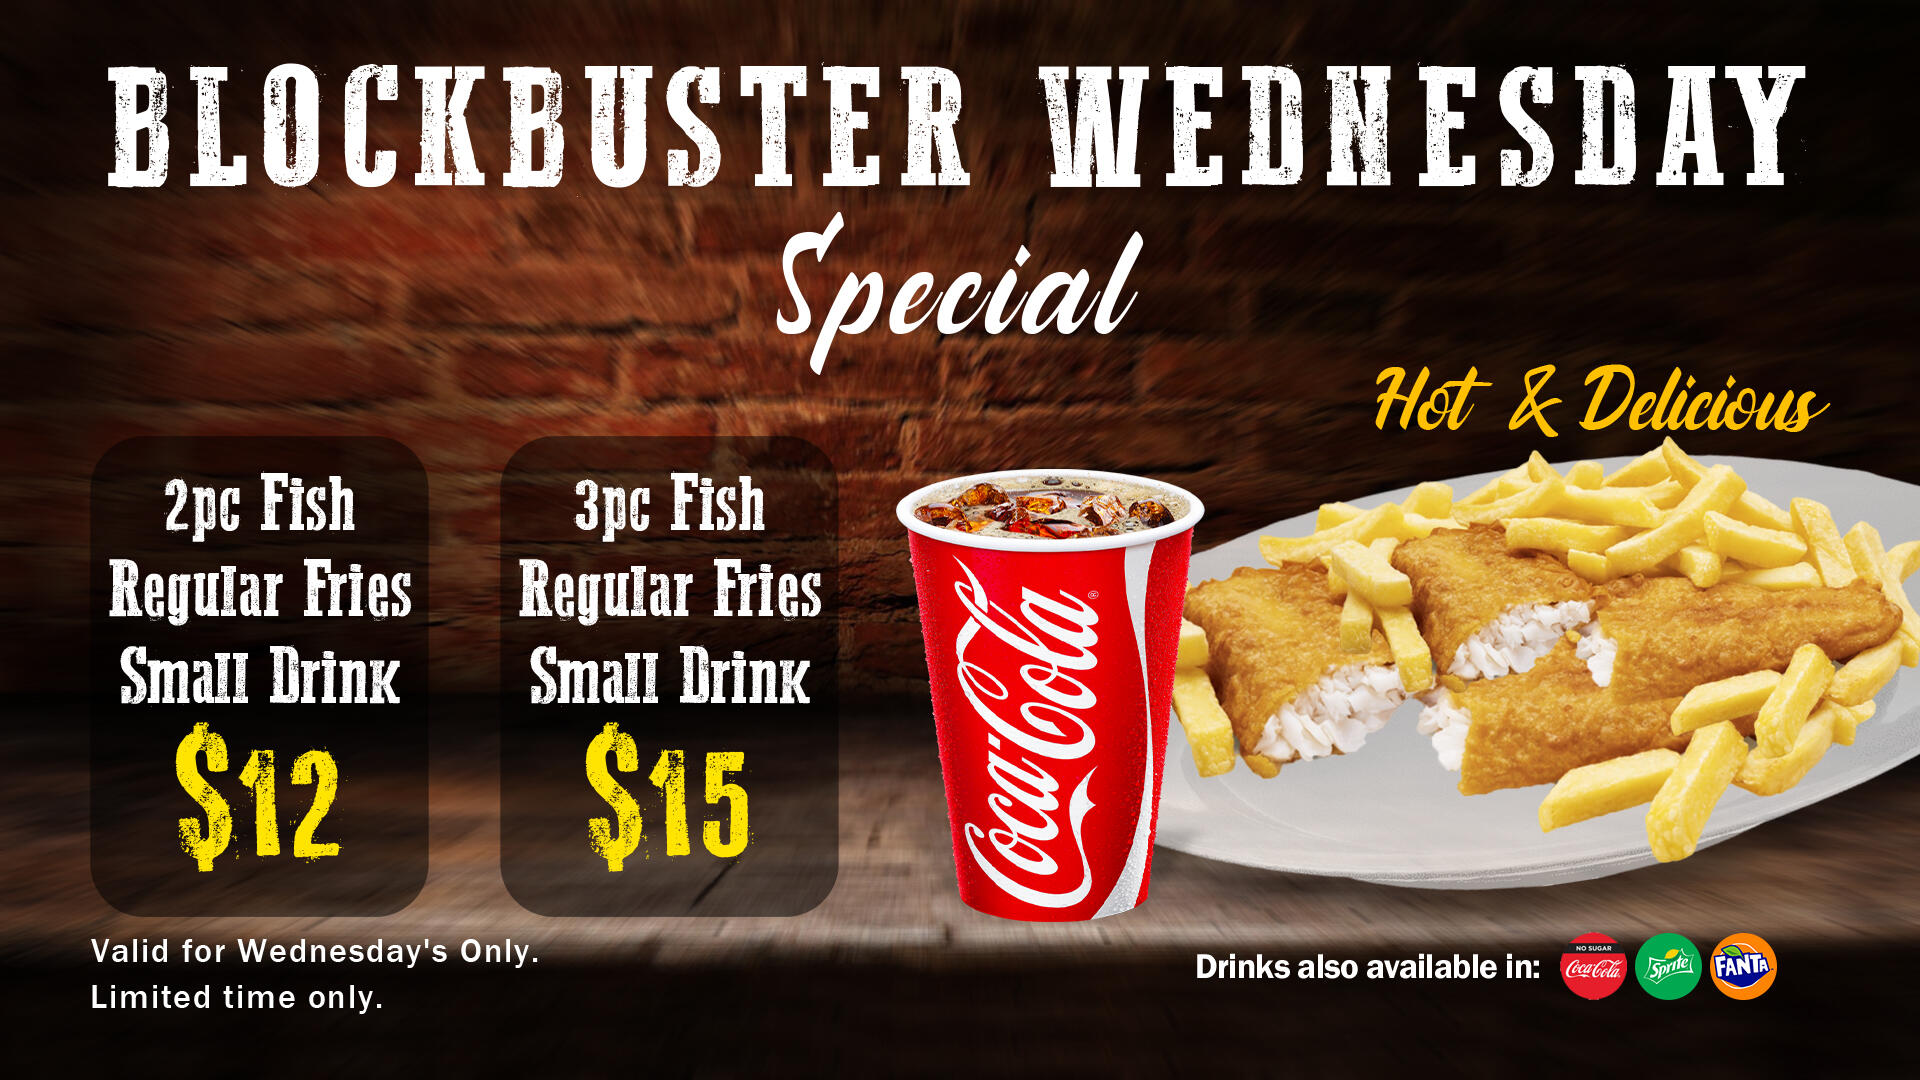 BLOCKBUSTER WEDNESDAY
Special
Hot & Delicious
2pc Fish
Regular Fries
Small Drink
$12
3pc Fish
Regular Fries
Small Drink
$15
Coca-Cola
®
Valid for Wednesday's Only.
Limited time only.
Drinks also available in:
NO SUGAR
Coca-Cola
Sprite
FANTA